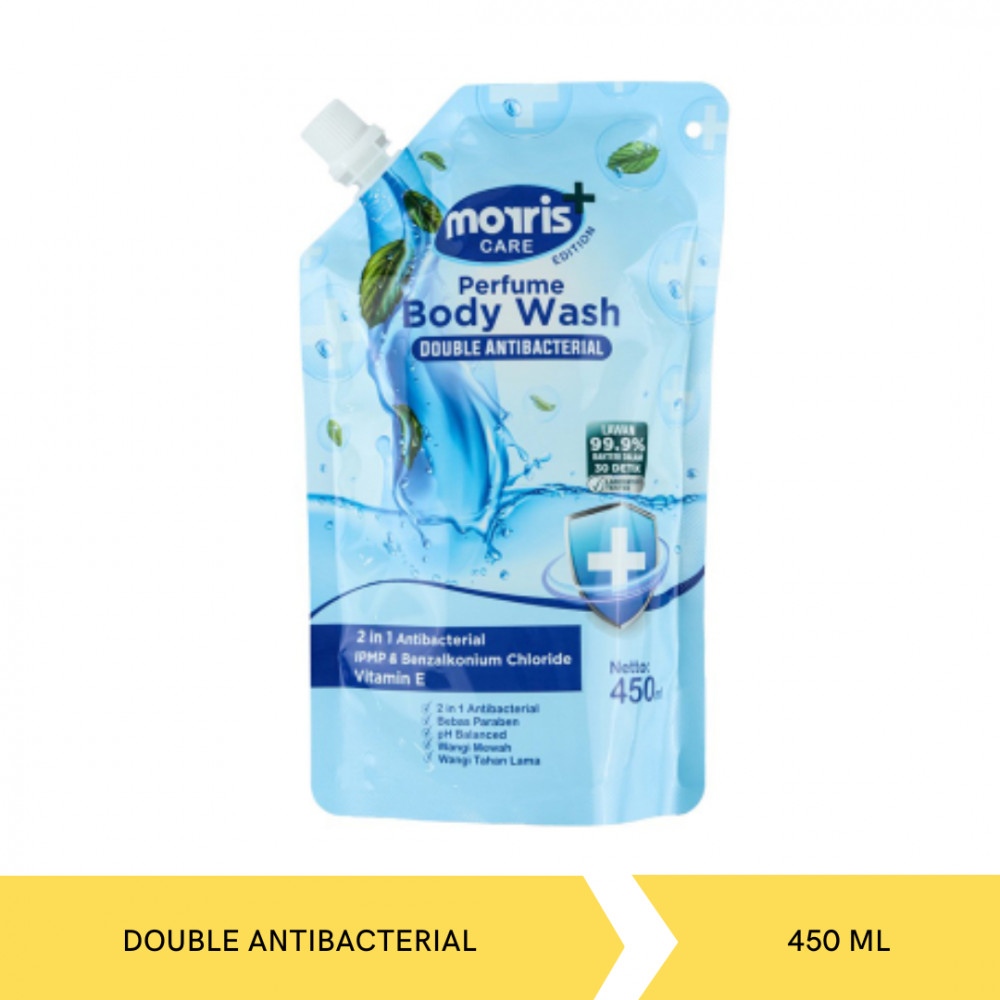 morris+
CARE
EDITION
Perfume
Body Wash
DOUBLE ANTIBACTERIAL
LAWAN
99.9%
BAKTERI DALAM
30 DETIK
2 in 1 Antibacterial
IPMP & Benzalkonium Chloride
Vitamin E
Netto:
450ml
2 in 1 Antibacterial
Bebas Paraben
pH Balanced
Wangi Mewah
Wangi Tahan Lama
DOUBLE ANTIBACTERIAL
450 ML